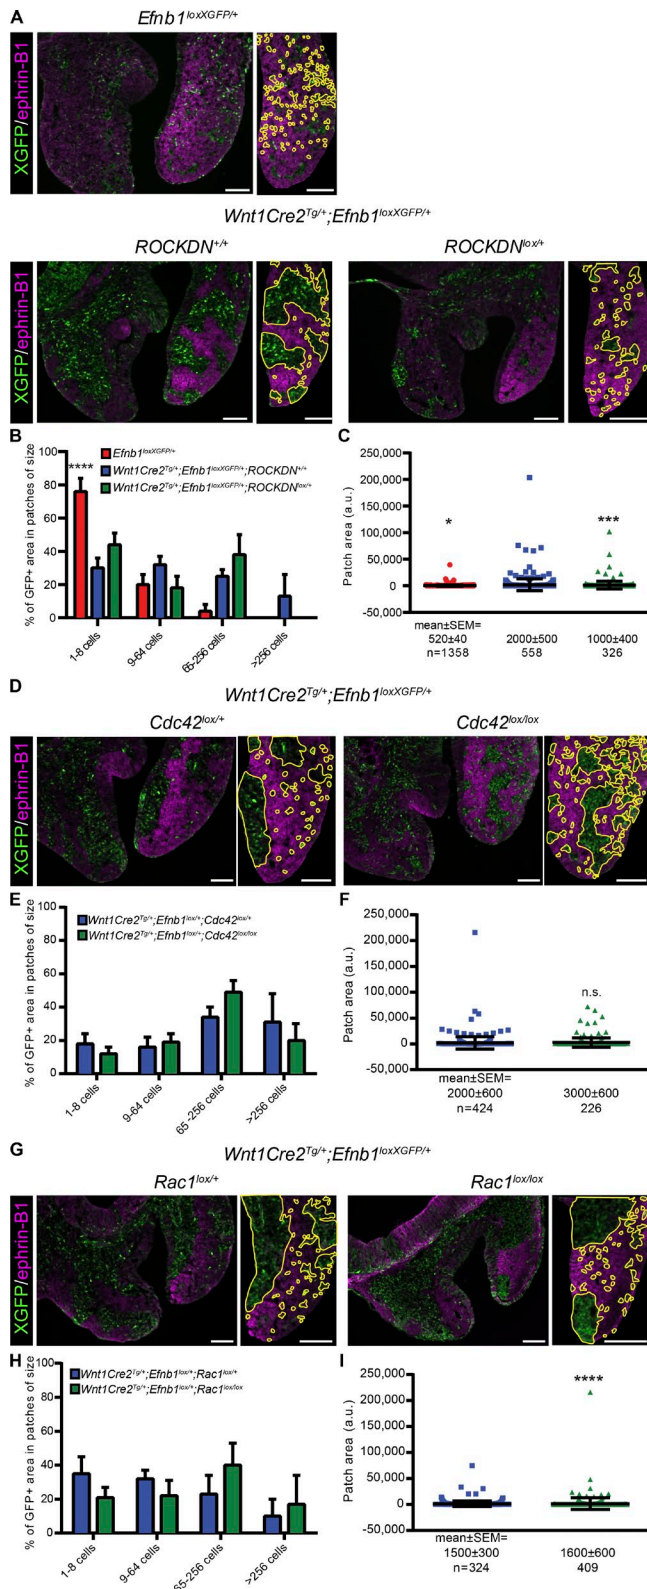 A
Efnb1loxXGFP/+
XGFP/ephrin-B1
Wnt1Cre2Tg/+;Efnb1loxXGFP/+
ROCKDN+/+
ROCKDNlox/+
XGFP/ephrin-B1
B
% of GFP+ area in patches of size
100
80
60
40
20
0
****
Efnb1loxXGFP/+
Wnt1Cre2Tg/+;Efnb1loxXGFP/+;ROCKDN+/+
Wnt1Cre2Tg/+;Efnb1loxXGFP/+;ROCKDNlox/+
1-8 cells
9-64 cells
65-256 cells
>256 cells
C
Patch area (a.u.)
250,000
200,000
150,000
100,000
50,000
0
-50,000
*
***
mean±SEM=
520±40
2000±500
1000±400
n=1358
558
326
D
Wnt1Cre2Tg/+;Efnb1loxXGFP/+
Cdc42lox/+
Cdc42lox/lox
XGFP/ephrin-B1
E
% of GFP+ area in patches of size
100
80
60
40
20
0
Wnt1Cre2Tg/+;Efnb1lox/+;Cdc42lox/+
Wnt1Cre2Tg/+;Efnb1lox/+;Cdc42lox/lox
1-8 cells
9-64 cells
65 -256 cells
>256 cells
F
Patch area (a.u.)
250,000
200,000
150,000
100,000
50,000
0
-50,000
n.s.
mean±SEM=
2000±600
3000±600
n=424
226
G
Wnt1Cre2Tg/+;Efnb1loxXGFP/+
Rac1lox/+
Rac1lox/lox
XGFP/ephrin-B1
H
% of GFP+ area in patches of size
100
80
60
40
20
0
Wnt1Cre2Tg/+;Efnb1lox/+;Rac1lox/+
Wnt1Cre2Tg/+;Efnb1lox/+;Rac1lox/lox
1-8 cells
9-64 cells
65-256 cells
>256 cells
I
Patch area (a.u.)
250,000
200,000
150,000
100,000
50,000
0
-50,000
****
mean±SEM=
1500±300
1600±600
n=324
409